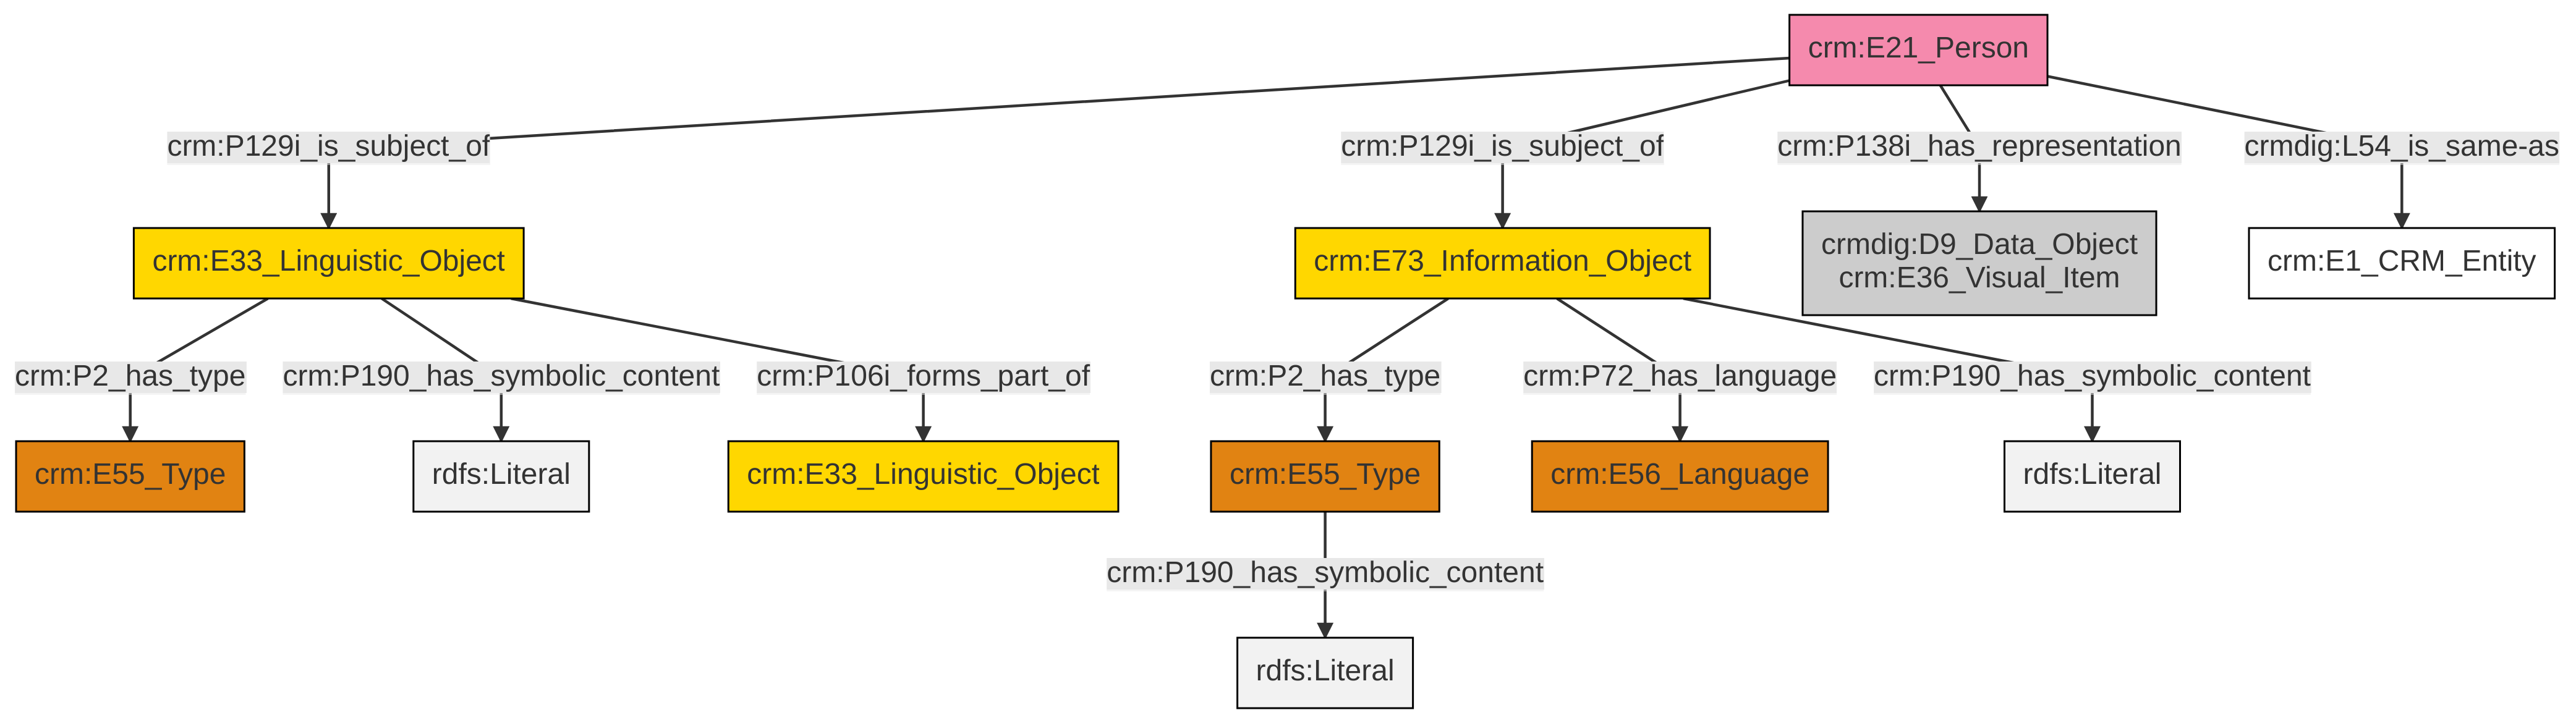 crm:E21_Person
crm:P129i_is_subject_of
crm:P129i_is_subject_of
crm:P138i_has_representation
crmdig:L54_is_same-as
crm:E33_Linguistic_Object
crm:E73_Information_Object
crmdig:D9_Data_Object
crm:E36_Visual_Item
crm:E1_CRM_Entity
crm:P2_has_type
crm:P190_has_symbolic_content
crm:P106i_forms_part_of
crm:P2_has_type
crm:P72_has_language
crm:P190_has_symbolic_content
crm:E55_Type
rdfs:Literal
crm:E33_Linguistic_Object
crm:E55_Type
crm:E56_Language
rdfs:Literal
crm:P190_has_symbolic_content
rdfs:Literal